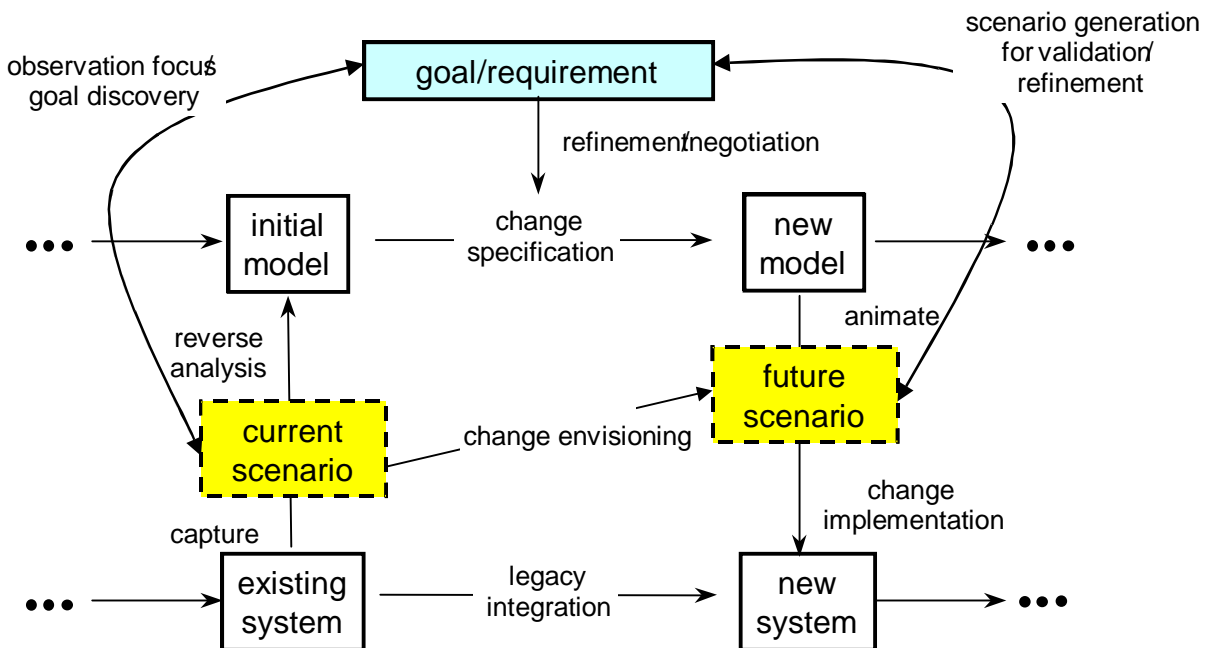 scenario generation
for validation/
refinement
observation focus/
goal discovery
goal/requirement
refinement/negotiation
initial
model
change
specification
new
model
reverse
analysis
animate
future
scenario
current
scenario
change envisioning
capture
change
implementation
existing
system
legacy
integration
new
system